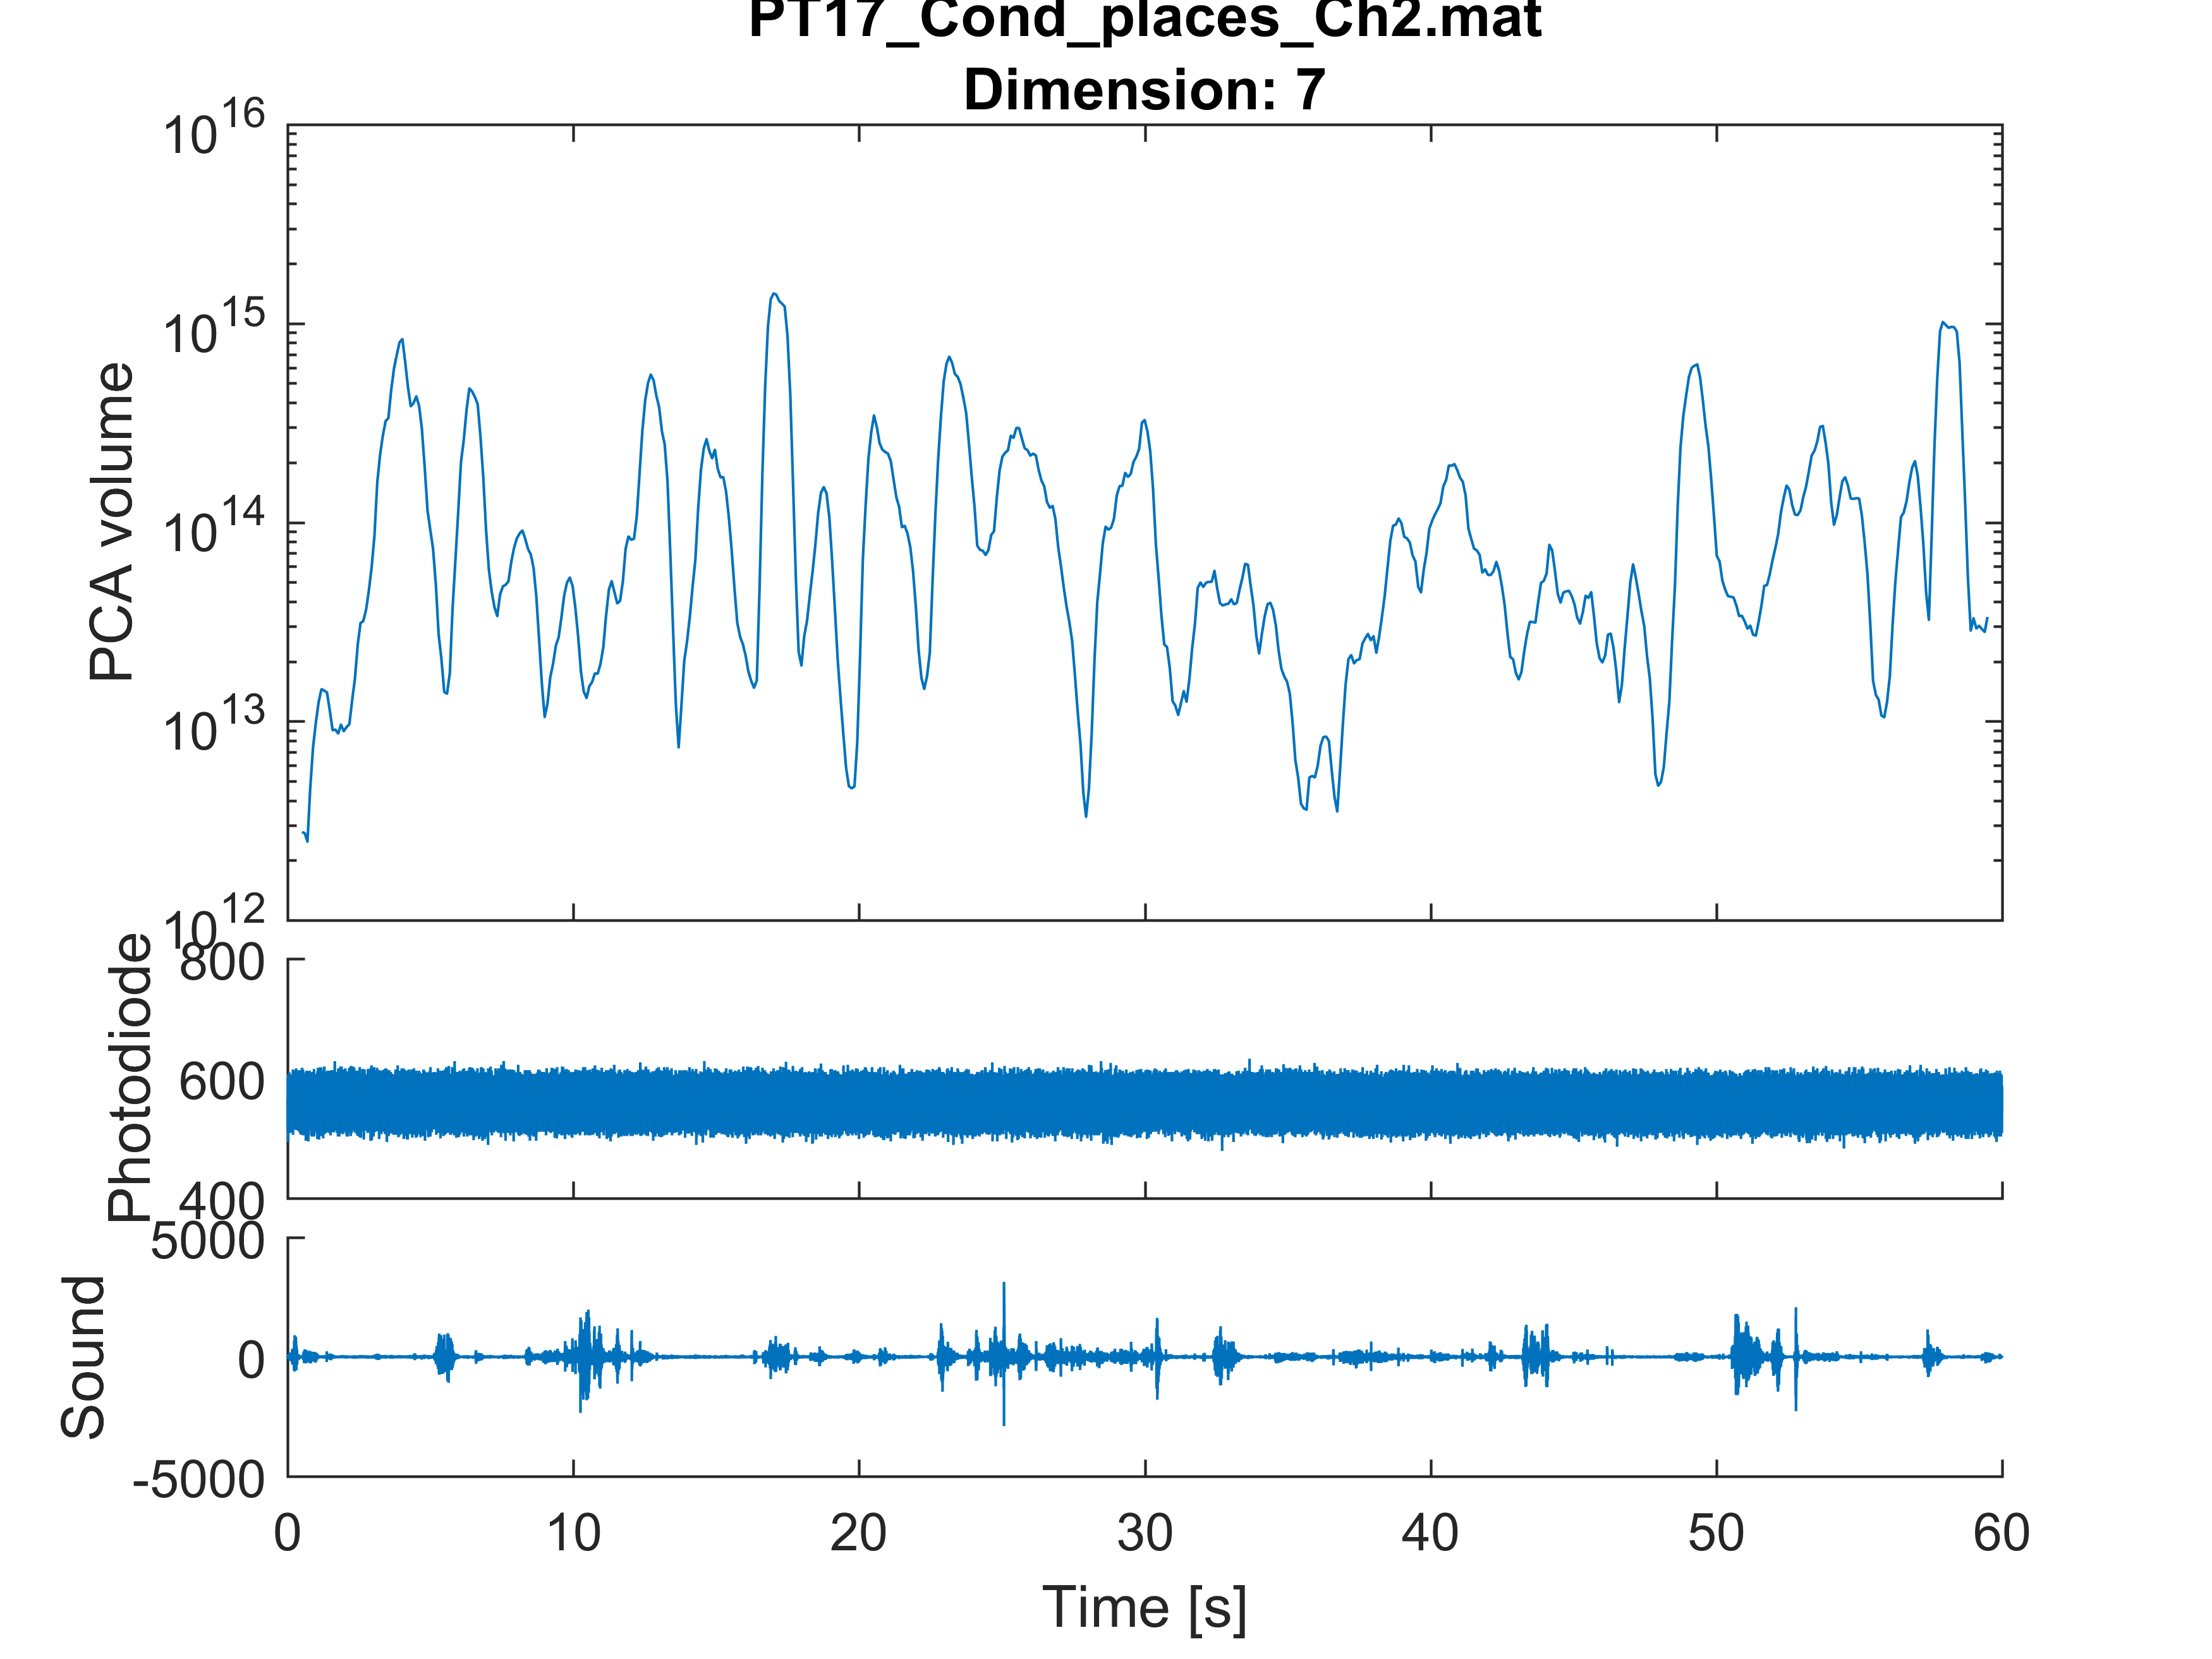 PT17_Cond_places_Ch2.mat
Dimension: 7
10^16
10^15
10^14
10^13
10^12
PCA volume
800
600
400
Photodiode
5000
0
-5000
Sound
0 10 20 30 40 50 60
Time [s]